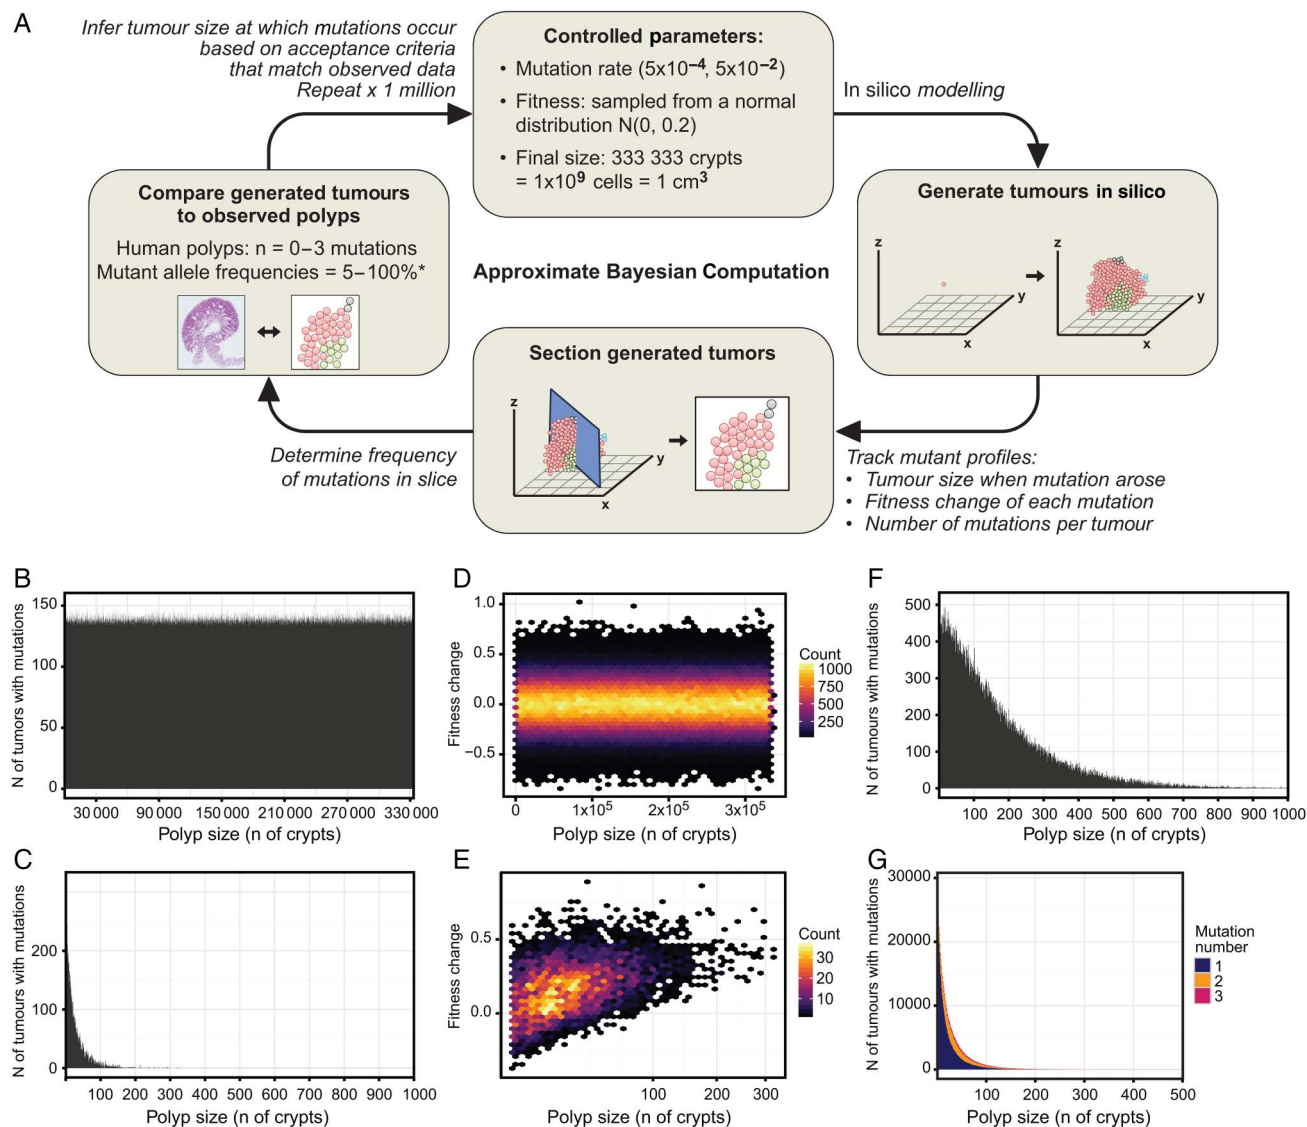 A
Infer tumour size at which mutations occur
based on acceptance criteria
that match observed data
Repeat x 1 million
Controlled parameters:
• Mutation rate (5x10⁻⁴, 5x10⁻²)
• Fitness: sampled from a normal
distribution N(0, 0.2)
• Final size: 333 333 crypts
= 1x10⁹ cells = 1 cm³
In silico modelling
Compare generated tumours
to observed polyps
Human polyps: n = 0–3 mutations
Mutant allele frequencies = 5–100%*
Approximate Bayesian Computation
Generate tumours in silico
z
y
x
z
y
x
Section generated tumors
z
y
x
Determine frequency
of mutations in slice
Track mutant profiles:
• Tumour size when mutation arose
• Fitness change of each mutation
• Number of mutations per tumour
B
N of tumours with mutations
150
100
50
0
30 000 90 000 150 000 210 000 270 000 330 000
Polyp size (n of crypts)
D
Fitness change
1.0
0.5
0.0
−0.5
0 1x10⁵ 2x10⁵ 3x10⁵
Polyp size (n of crypts)
Count
1000
750
500
250
F
N of tumours with mutations
500
400
300
200
100
0
100 200 300 400 500 600 700 800 900 1000
Polyp size (n of crypts)
C
N of tumours with mutations
200
100
0
100 200 300 400 500 600 700 800 900 1000
Polyp size (n of crypts)
E
Fitness change
0.5
0.0
100 200 300
Polyp size (n of crypts)
Count
30
20
10
G
N of tumours with mutations
30000
20000
10000
0
100 200 300 400 500
Polyp size (n of crypts)
Mutation
number
1
2
3